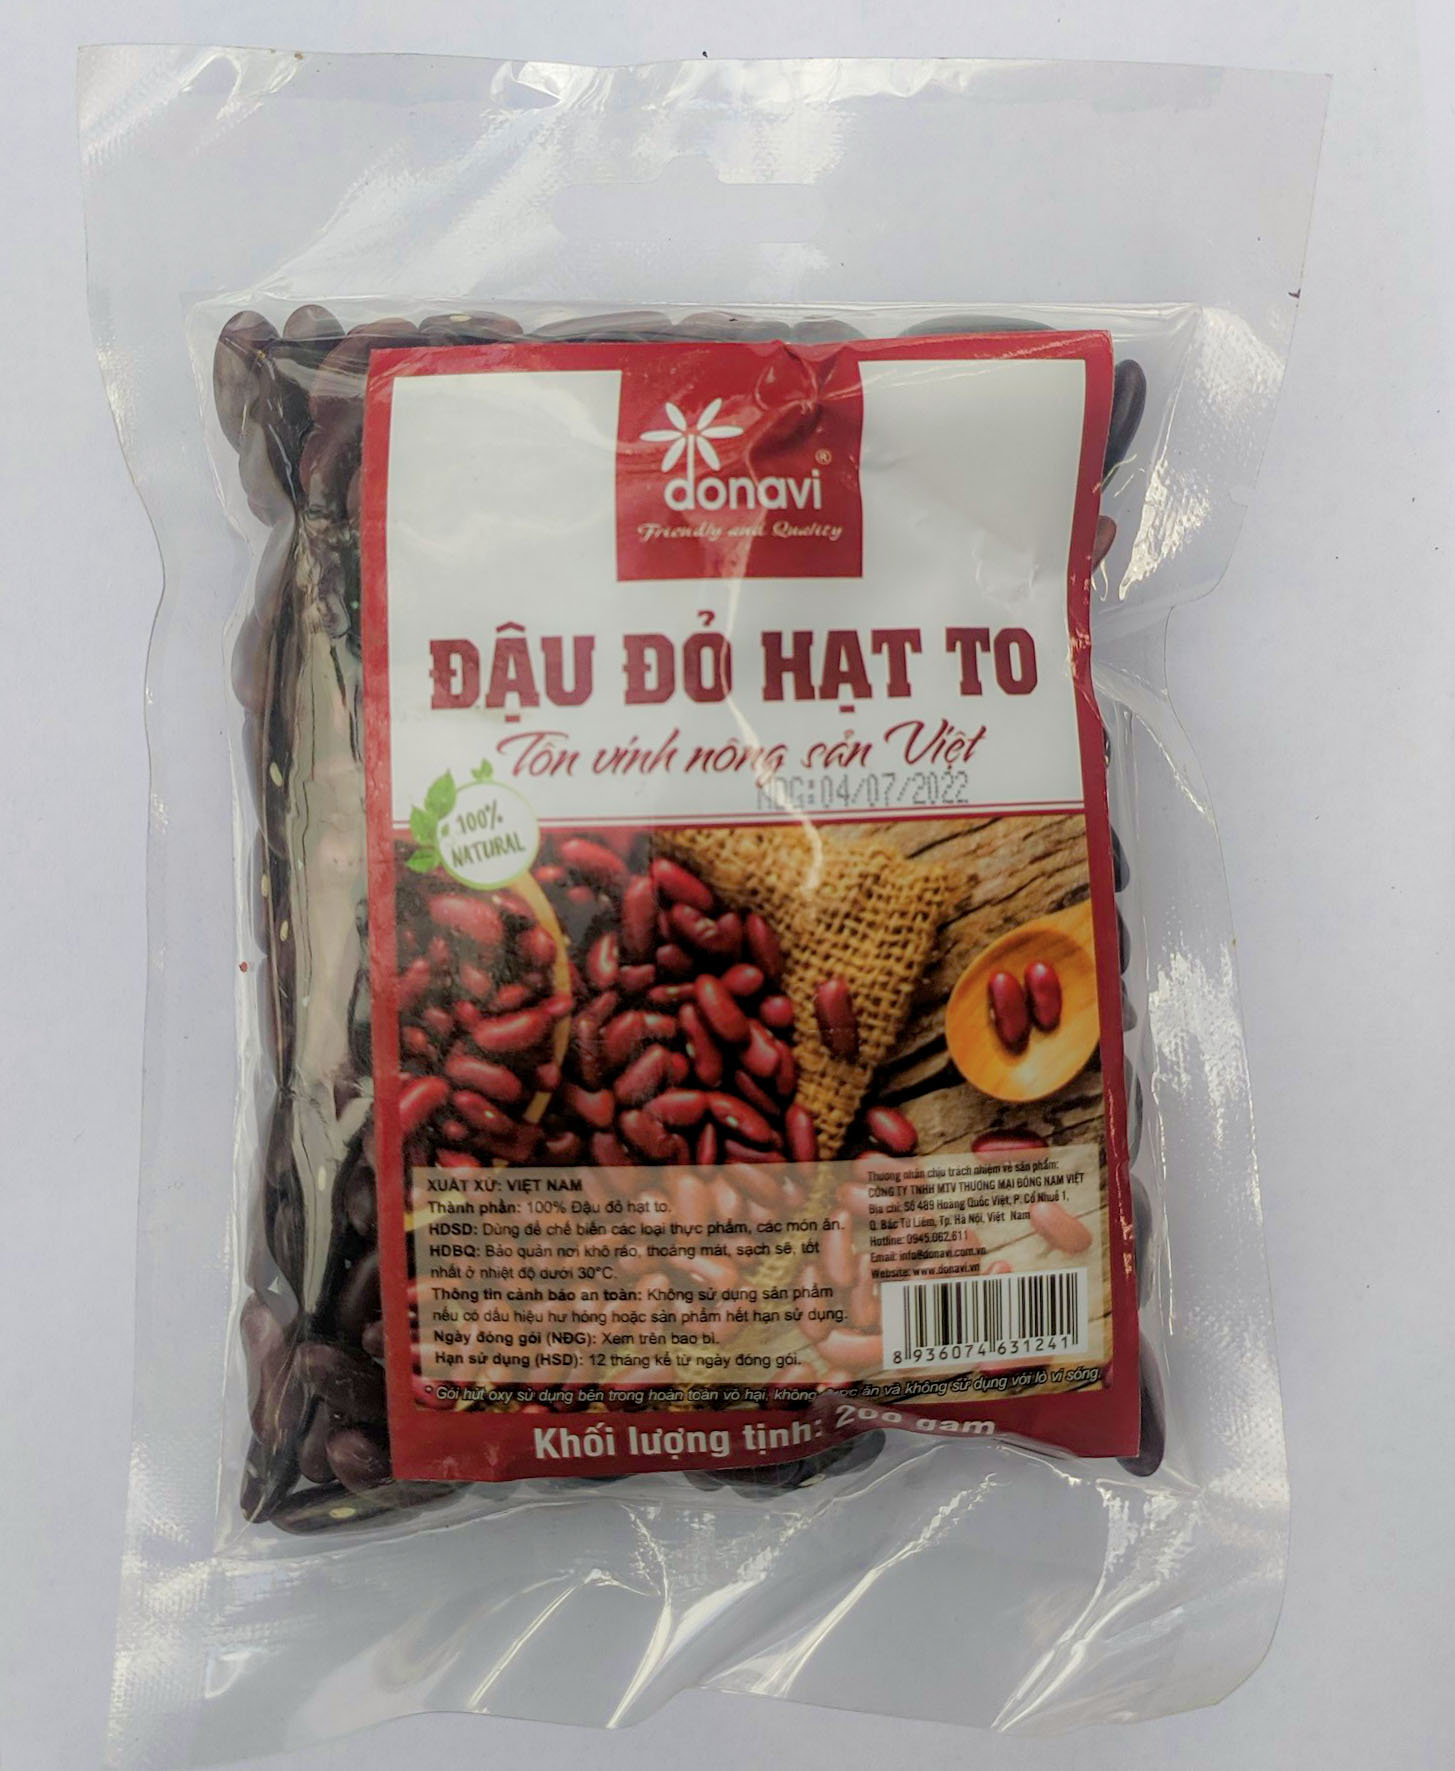 donavi®
Friendly and Quality
ĐẬU ĐỎ HẠT TO
Tôn vinh nông sản Việt
NĐG:04/07/2022
100%
NATURAL
XUẤT XỨ: VIỆT NAM
Thành phần: 100% Đậu đỏ hạt to.
HDSD: Dùng để chế biến các loại thực phẩm, các món ăn.
HDBQ: Bảo quản nơi khô ráo, thoáng mát, sạch sẽ, tốt
nhất ở nhiệt độ dưới 30°C.
Thông tin cảnh báo an toàn: Không sử dụng sản phẩm
nếu có dấu hiệu hư hỏng hoặc sản phẩm hết hạn sử dụng.
Ngày đóng gói (NĐG): Xem trên bao bì.
Hạn sử dụng (HSD): 12 tháng kể từ ngày đóng gói.
Thương nhân chịu trách nhiệm về sản phẩm:
CÔNG TY TNHH MTV THƯƠNG MẠI ĐÔNG NAM VIỆT
Địa chỉ: Số 489 Hoàng Quốc Việt, P. Cổ Nhuế 1,
Q. Bắc Từ Liêm, Tp. Hà Nội, Việt Nam
Hotline: 0945.062.611
Email: info@donavi.com.vn
Website: www.donavi.vn
8 936074 631241
* Gói hút oxy sử dụng bên trong hoàn toàn vô hại, không được ăn và không sử dụng với lò vi sóng.
Khối lượng tịnh: 200 gam